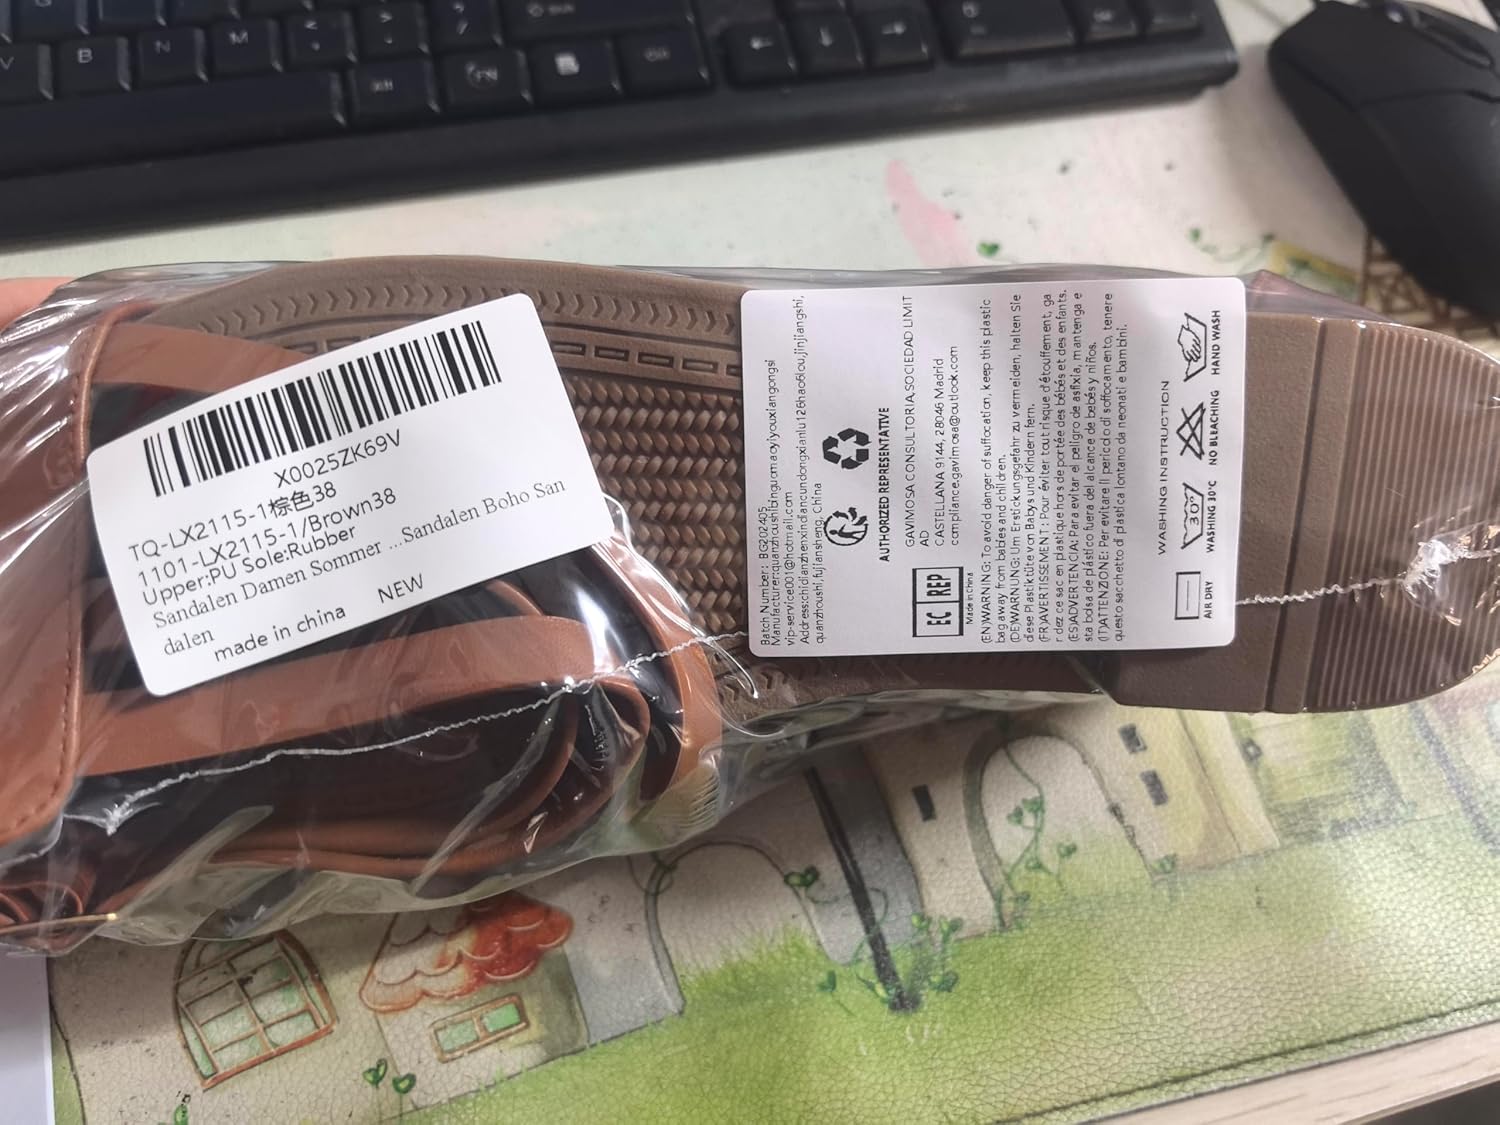 X0025ZK69V
TQ-LX2115-1棕色38
1101-LX2115-1/Brown38
Upper:PU Sole:Rubber
Sandalen Damen Sommer ...Sandalen Boho San
dalen
made in china NEW
Batch Number: BG202405
Manufacturer:quanzhoushibinguomaoyiyouxiangongsi
vip-service001@hotmail.com
Address:chidianzhenxindiancundongxianlu126hao6lou,jinjiangshi,
quanzhoushi,fujiansheng, China
AUTHORIZED REPRESENTATIVE
EC REP
Made in China
GAVIMOSA CONSULTORIA,SOCIEDAD LIMIT
AD
CASTELLANA 9144, 28046 Madrid
compliance.gavimosa@outlook.com
(EN)WARNING: To avoid danger of suffocation, keep this plastic
bag away from babies and children.
(DE)WARNUNG: Um Erstickungsgefahr zu vermeiden, halten Sie
diese Plastiktüte von Babys und Kindern fern.
(FR)AVERTISSEMENT: Pour éviter tout risque d'étouffement, ga
rdez ce sac en plastique hors de portée des bébés et des enfants.
(ES)ADVERTENCIA: Para evitar el peligro de asfixia, mantenga e
sta bolsa de plástico fuera del alcance de bebés y niños.
(IT)ATTENZIONE: Per evitare il pericolo di soffocamento, tenere
questo sacchetto di plastica lontano da neonati e bambini.
WASHING INSTRUCTION
30°
AIR DRY WASHING 30°C NO BLEACHING HAND WASH
V B N M
Alt FN Ctrl